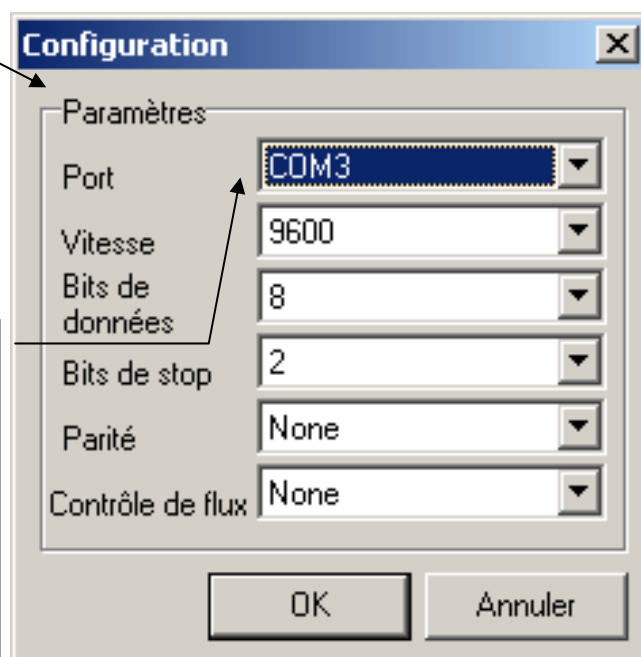 Configuration
Paramètres
Port
COM3
Vitesse
9600
Bits de
données
8
Bits de stop
2
Parité
None
Contrôle de flux
None
OK
Annuler